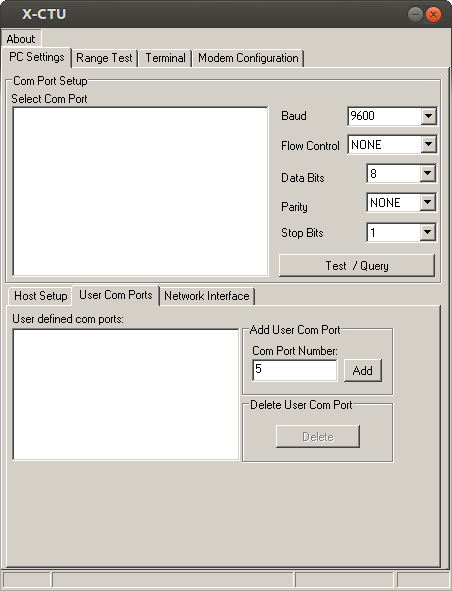 X-CTU
About
PC Settings Range Test Terminal Modem Configuration
Com Port Setup
Select Com Port
Baud 9600
Flow Control NONE
Data Bits 8
Parity NONE
Stop Bits 1
Test / Query
Host Setup User Com Ports Network Interface
User defined com ports:
Add User Com Port
Com Port Number:
5 Add
Delete User Com Port
Delete